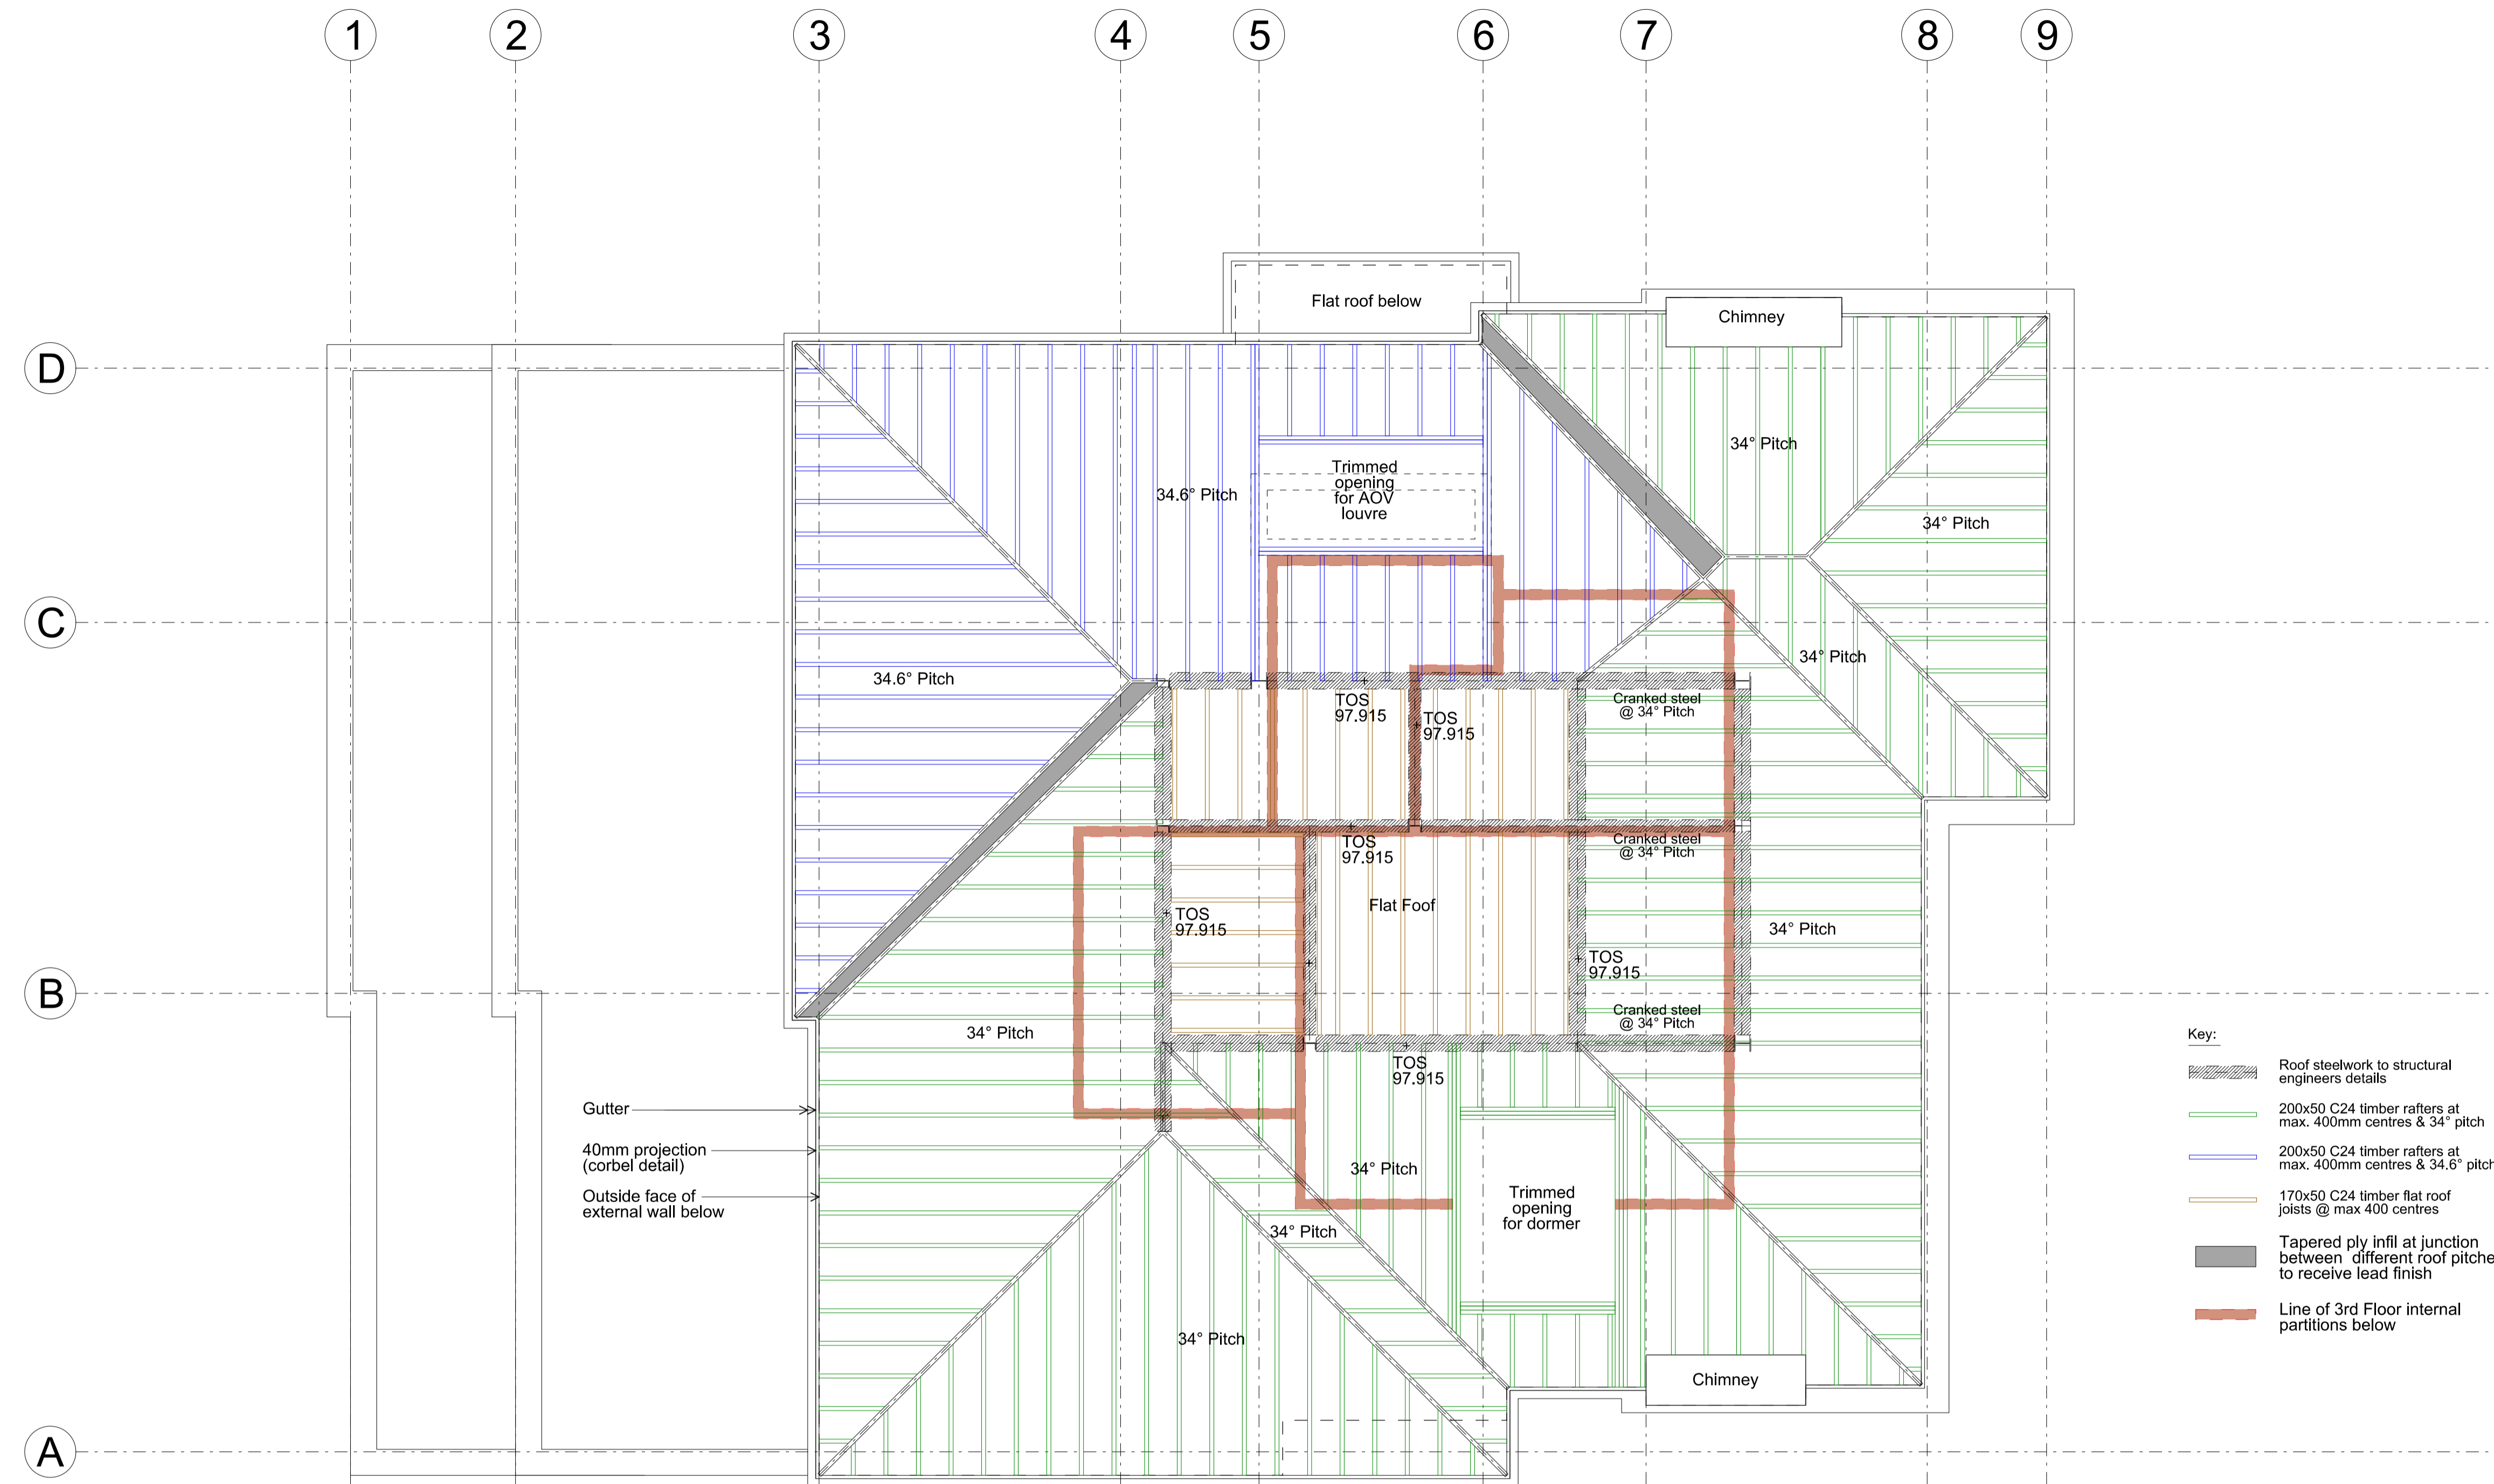 1
2
3
4
5
6
7
8
9
D
C
B
A
Flat roof below
Chimney
34° Pitch
Trimmed
opening
for AOV
louvre
34.6° Pitch
34° Pitch
34° Pitch
34.6° Pitch
Cranked steel
@ 34° Pitch
TOS
97.915
TOS
97.915
Cranked steel
@ 34° Pitch
TOS
97.915
Flat Foof
TOS
97.915
34° Pitch
TOS
97.915
Cranked steel
@ 34° Pitch
34° Pitch
TOS
97.915
Gutter
40mm projection
(corbel detail)
Outside face of
external wall below
34° Pitch
Trimmed
opening
for dormer
34° Pitch
34° Pitch
Chimney
Key:
Roof steelwork to structural
engineers details
200x50 C24 timber rafters at
max. 400mm centres & 34° pitch
200x50 C24 timber rafters at
max. 400mm centres & 34.6° pitch
170x50 C24 timber flat roof
joists @ max 400 centres
Tapered ply infil at junction
between different roof pitche
to receive lead finish
Line of 3rd Floor internal
partitions below